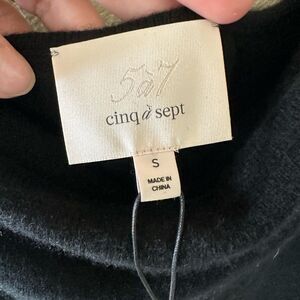 5à7
cinq à sept
S
MADE IN
CHINA